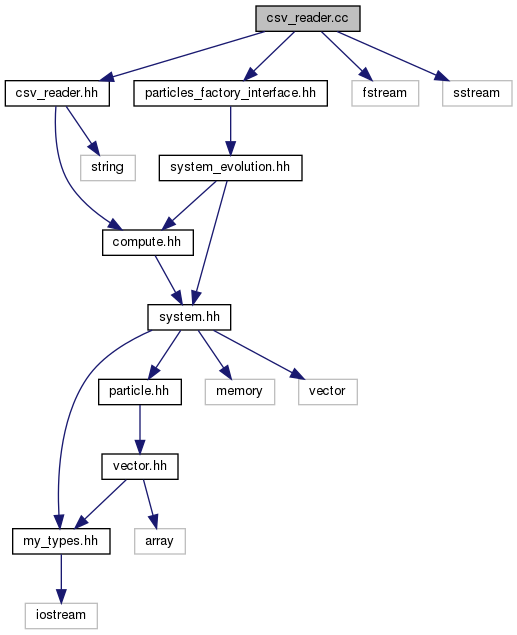 csv_reader.cc
csv_reader.hh
particles_factory_interface.hh
fstream
sstream
string
system_evolution.hh
compute.hh
system.hh
particle.hh
memory
vector
vector.hh
my_types.hh
array
iostream